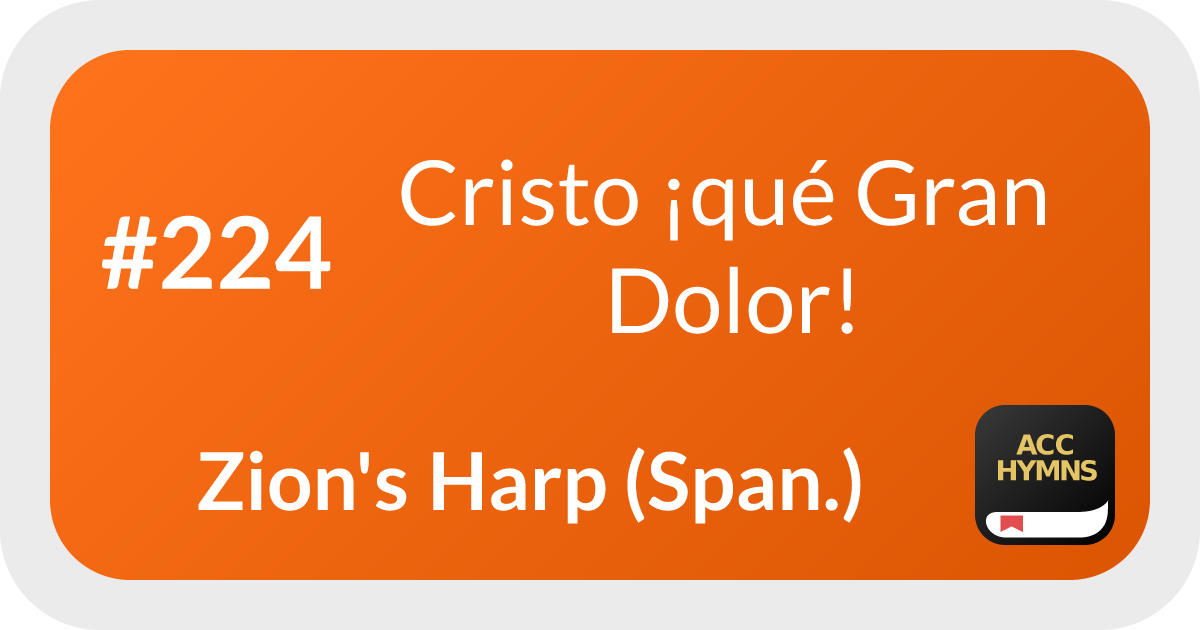 #224
Cristo ¡qué Gran
Dolor!
Zion's Harp (Span.)
ACC
HYMNS